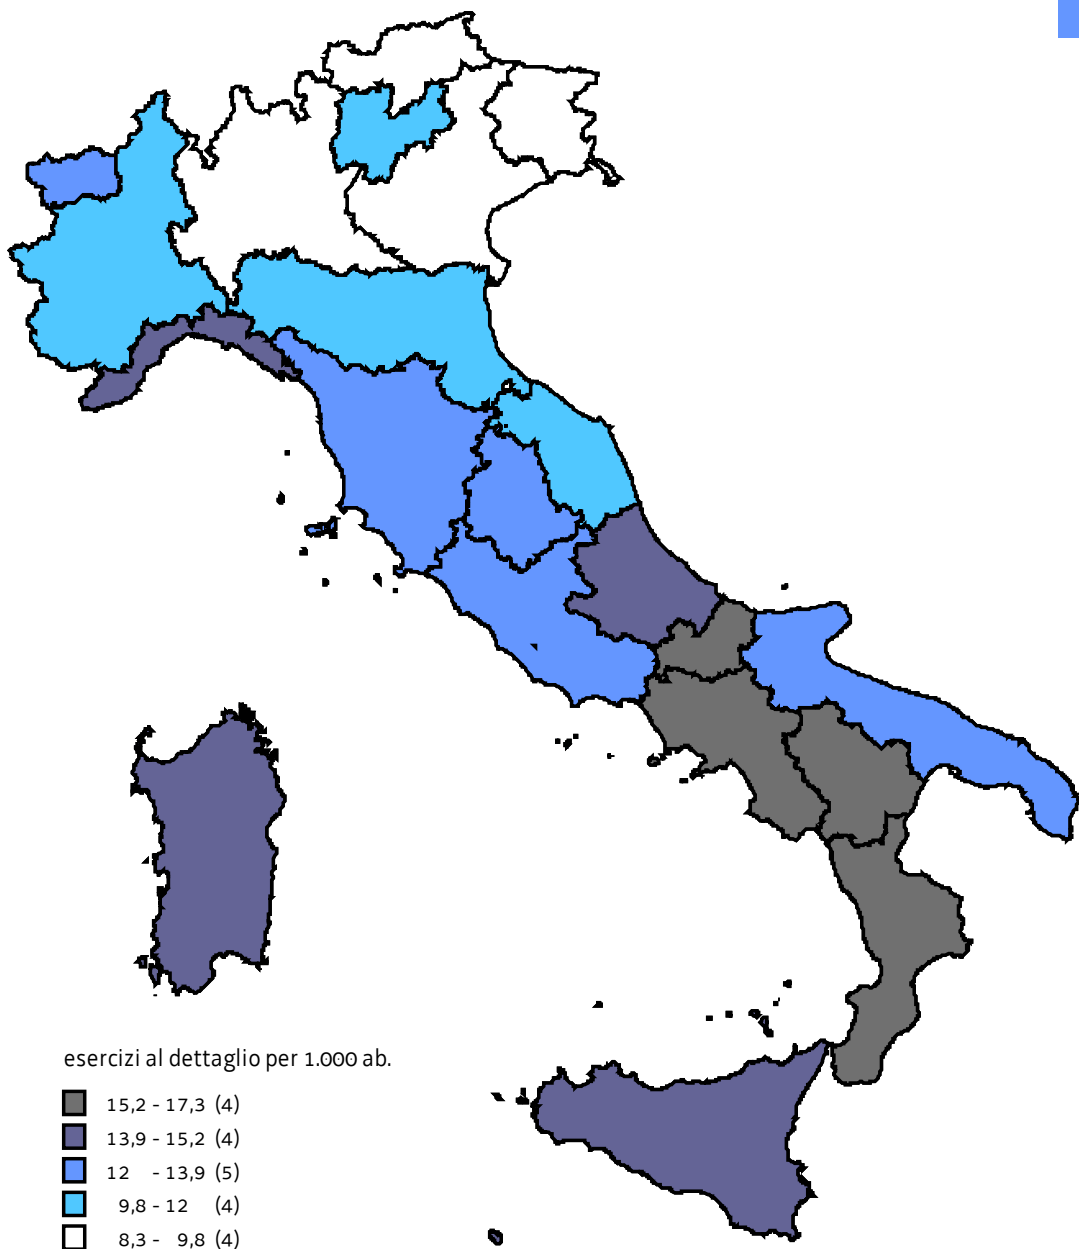 esercizi al dettaglio per 1.000 ab.
15,2 - 17,3 (4)
13,9 - 15,2 (4)
12 - 13,9 (5)
9,8 - 12 (4)
8,3 - 9,8 (4)